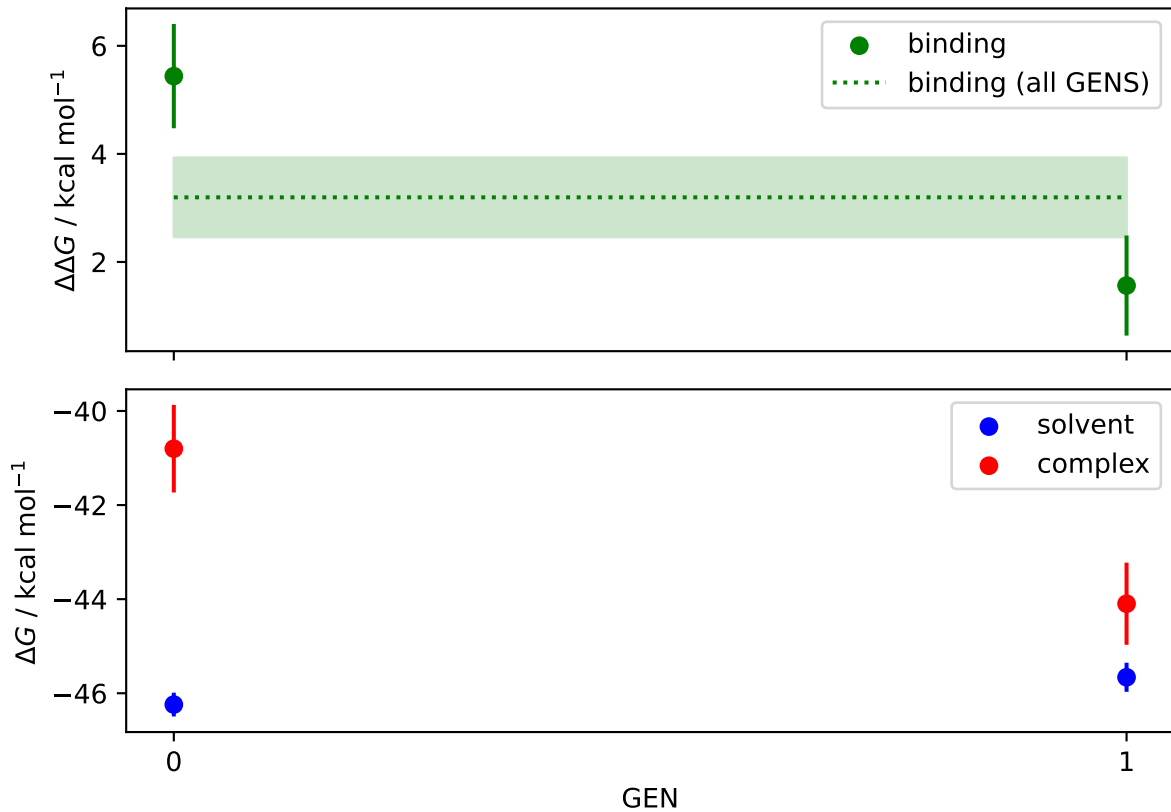 6
4
2
ΔΔG / kcal mol⁻¹
binding
binding (all GENS)
−40
−42
−44
−46
ΔG / kcal mol⁻¹
solvent
complex
0
1
GEN